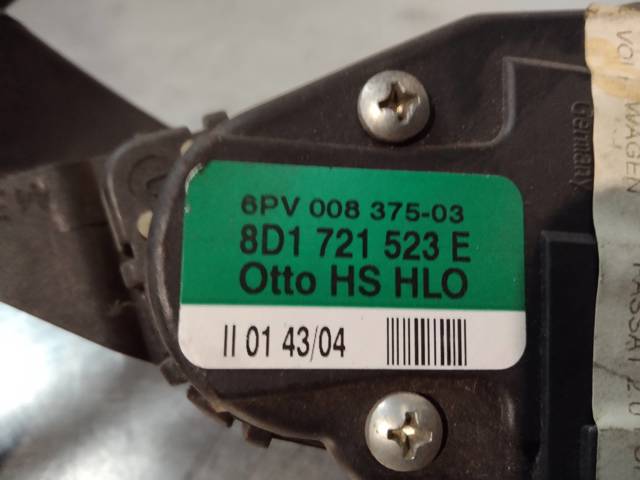 6PV 008 375-03
8D1 721 523 E
Otto HS HLO
II 01 43/04
Germany